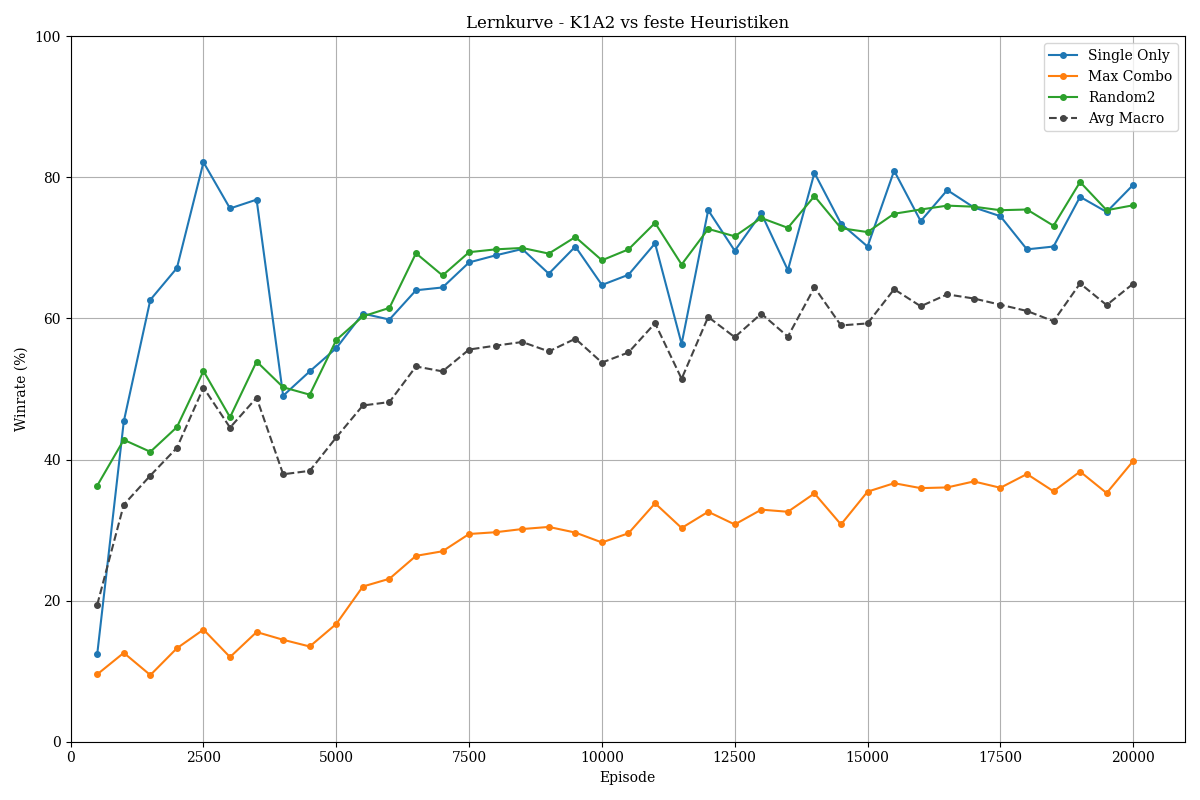 Lernkurve - K1A2 vs feste Heuristiken
100
80
60
40
20
0
Winrate (%)
Single Only
Max Combo
Random2
Avg Macro
0 2500 5000 7500 10000 12500 15000 17500 20000
Episode